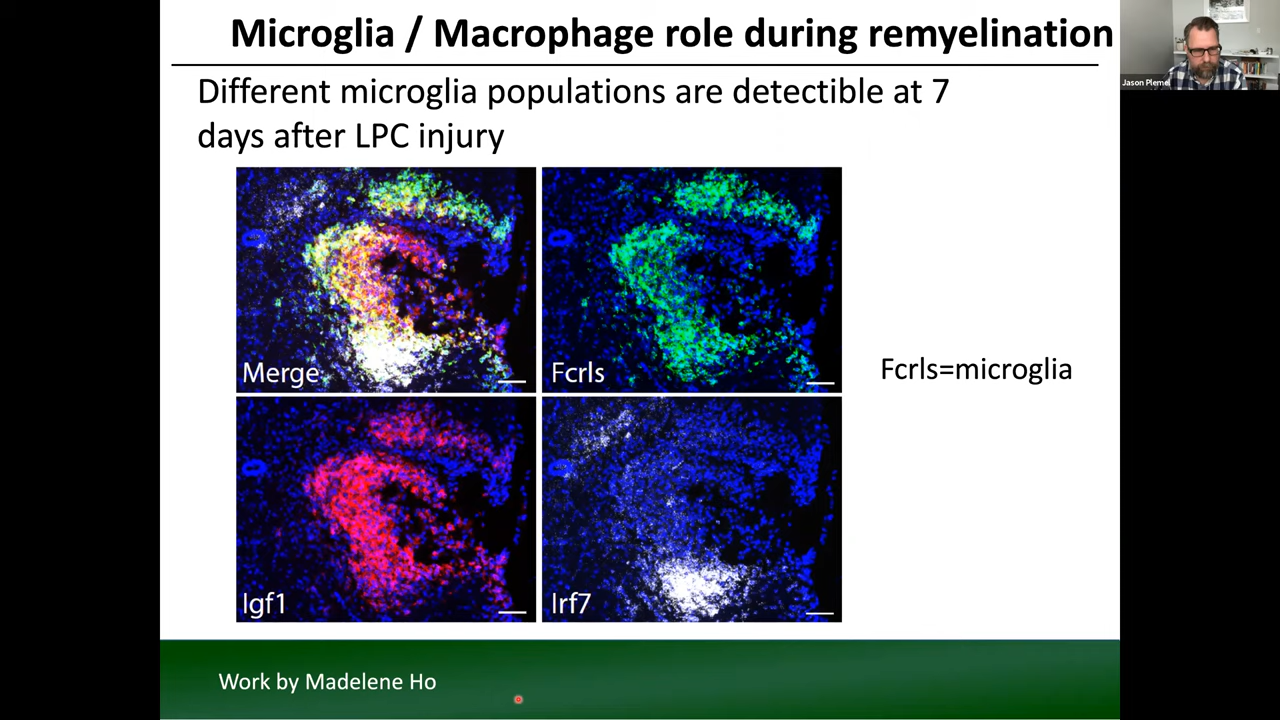 Microglia / Macrophage role during remyelination
Jason Pleme
Different microglia populations are detectible at 7
days after LPC injury
Merge
Fcrls
Fcrls=microglia
Igf1
Irf7
Work by Madelene Ho